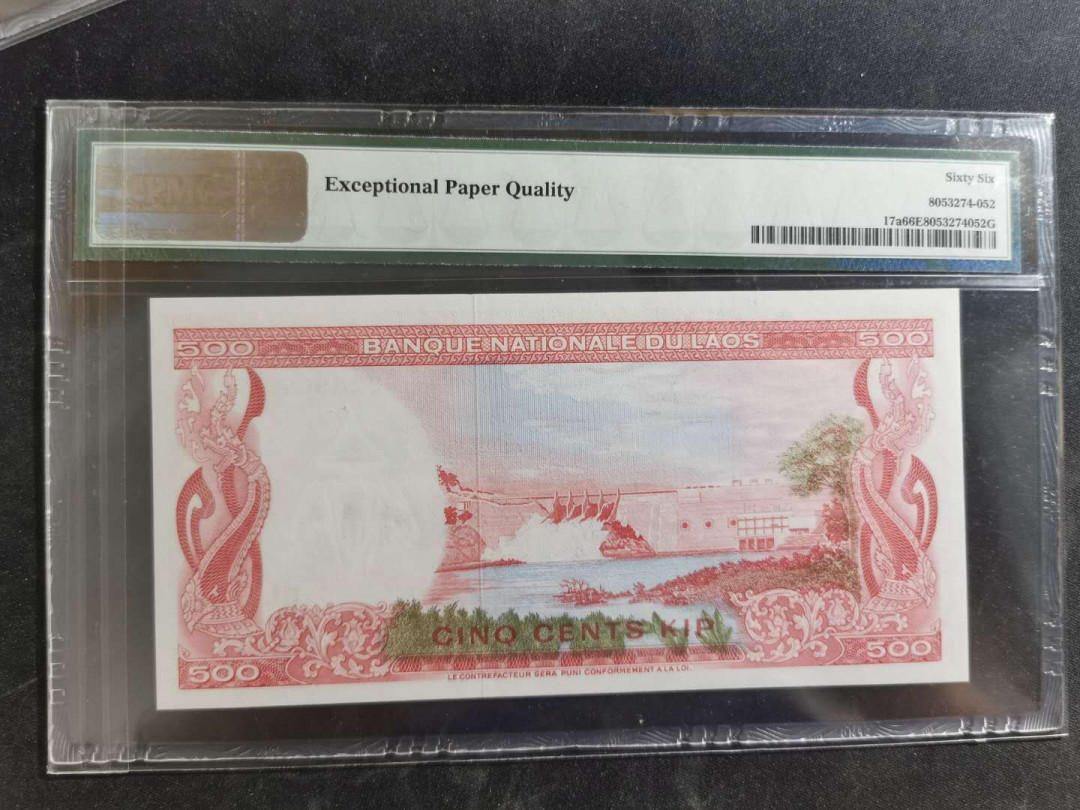 Exceptional Paper Quality
Sixty Six
8053274-052
17a66E8053274052G
500 BANQUE NATIONALE DU LAOS 500
CINQ CENTS KIP
500 500
LE CONTREFACTEUR SERA PUNI CONFORMEMENT A LA LOI.